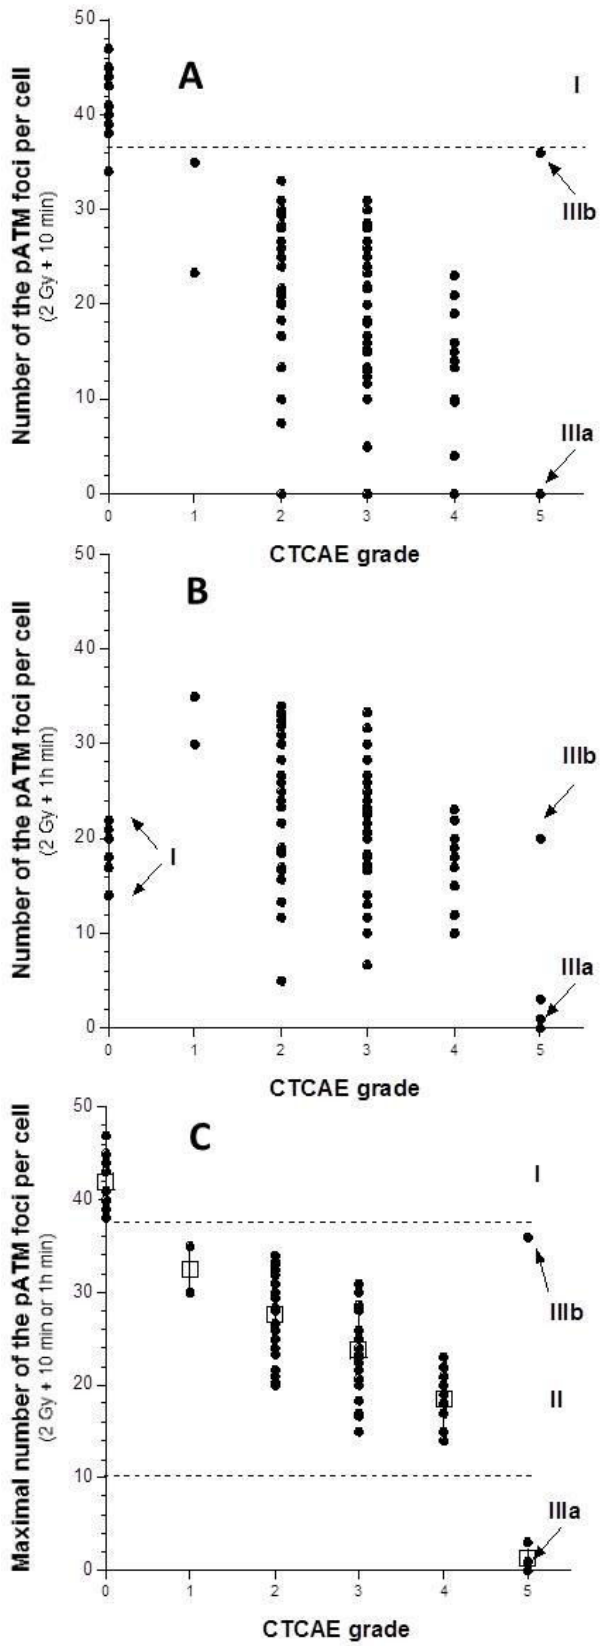 50
A
I
40
IIIb
30
20
10
IIIa
0
0 1 2 3 4 5
Number of the pATM foci per cell
(2 Gy + 10 min)
CTCAE grade
50
B
40
30
IIIb
20
I
10
IIIa
0
0 1 2 3 4 5
Number of the pATM foci per cell
(2 Gy + 1h min)
CTCAE grade
50
C
I
40
IIIb
30
II
20
10
IIIa
0
0 1 2 3 4 5
Maximal number of the pATM foci per cell
(2 Gy + 10 min or 1h min)
CTCAE grade